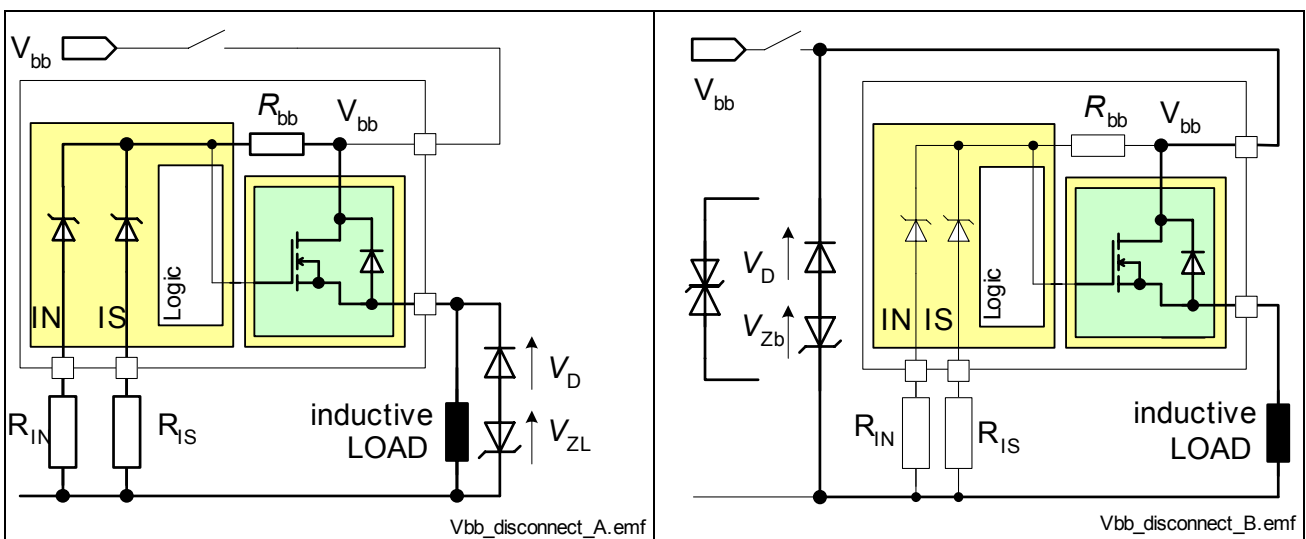 Vbb
Rbb
Vbb
Logic
IN
IS
RIN
RIS
inductive
LOAD
VD
VZL
Vbb_disconnect_A.emf
Vbb
Rbb
Vbb
VD
VZb
Logic
IN IS
RIN
RIS
inductive
LOAD
Vbb_disconnect_B.emf